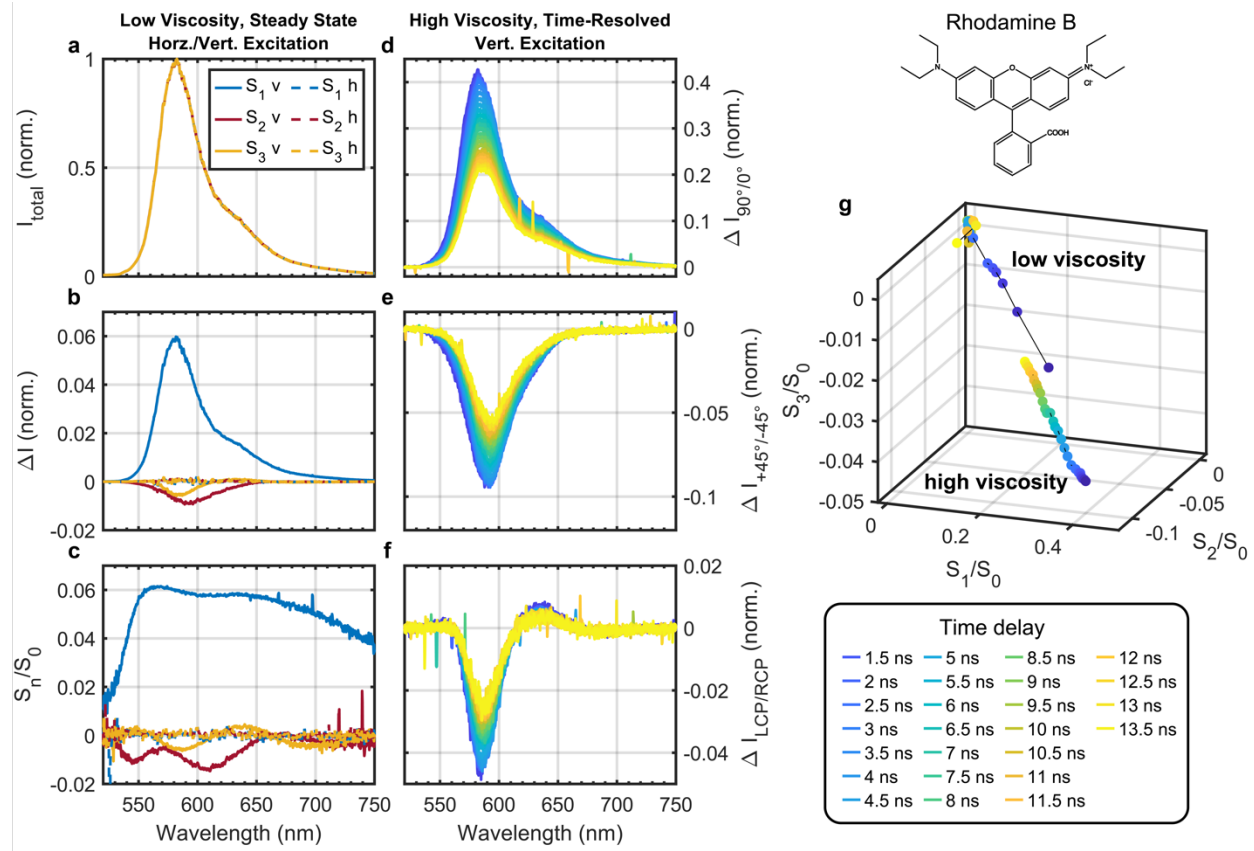 Low Viscosity, Steady State
Horz./Vert. Excitation
High Viscosity, Time-Resolved
Vert. Excitation
Rhodamine B
a
I_total (norm.)
1
0.5
0
S_1 v
S_1 h
S_2 v
S_2 h
S_3 v
S_3 h
b
ΔI (norm.)
0.06
0.04
0.02
0
-0.02
c
S_n/S_0
0.06
0.04
0.02
0
-0.02
550 600 650 700 750
Wavelength (nm)
d
Δ I_90°/0° (norm.)
0.4
0.3
0.2
0.1
0
e
Δ I_+45°/-45° (norm.)
0
-0.05
-0.1
f
Δ I_LCP/RCP (norm.)
0.02
0
-0.02
-0.04
550 600 650 700 750
Wavelength (nm)
N
O
N+
Cl-
COOH
g
low viscosity
high viscosity
S_3/S_0
0
-0.01
-0.02
-0.03
-0.04
-0.05
0
0.2
0.4
S_1/S_0
0
-0.05
-0.1
S_2/S_0
Time delay
1.5 ns
2 ns
2.5 ns
3 ns
3.5 ns
4 ns
4.5 ns
5 ns
5.5 ns
6 ns
6.5 ns
7 ns
7.5 ns
8 ns
8.5 ns
9 ns
9.5 ns
10 ns
10.5 ns
11 ns
11.5 ns
12 ns
12.5 ns
13 ns
13.5 ns